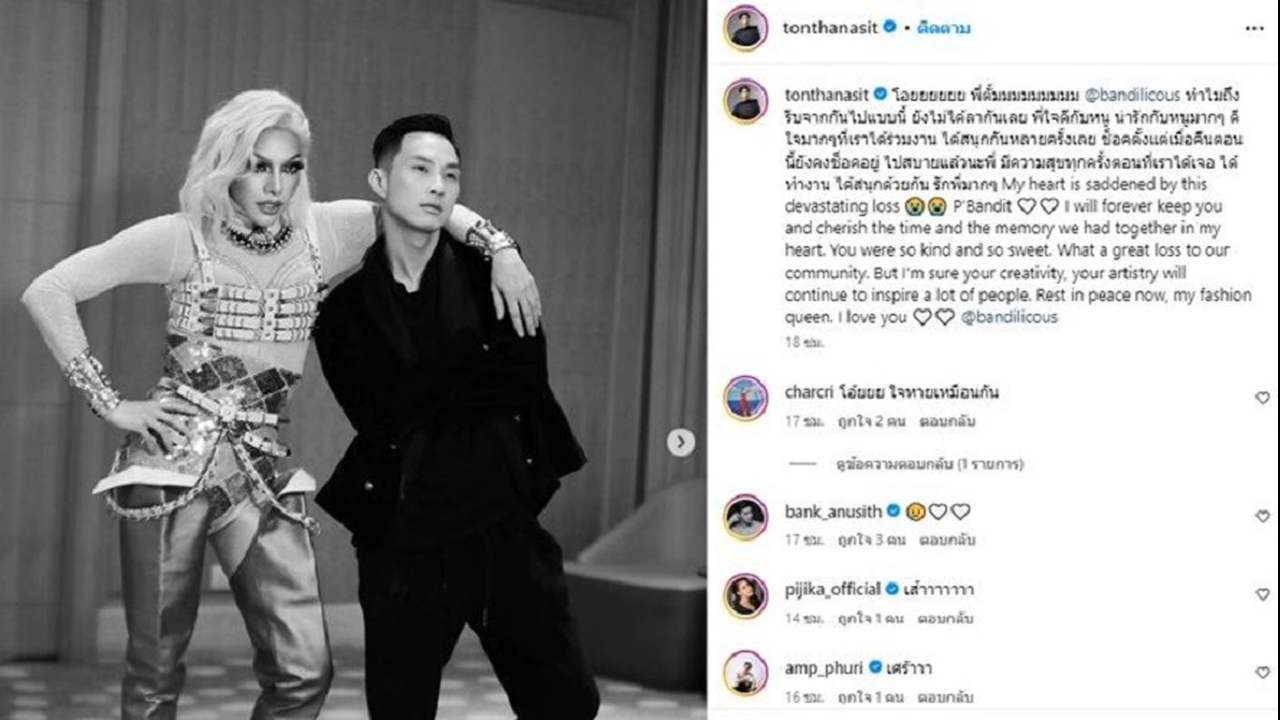 tonthanasit • ติดตาม
tonthanasit โอยยยยยย พี่ตั้มมมมมมมมม @bandilicous ทำไมถึง
รีบจากกันไปแบบนี้ ยังไม่ได้ลากันเลย พี่ใจดีกับหนู น่ารักกับหนูมากๆ ดี
ใจมากๆที่เราได้ร่วมงาน ได้สนุกกันหลายครั้งเลย ช้อคตั้งแต่เมื่อคืนตอน
นี้ยังคงช็อคอยู่ ไปสบายแล้วนะพี่ มีความสุขทุกครั้งตอนที่เราได้เจอ ได้
ทำงาน ได้สนุกด้วยกัน รักพี่มากๆ My heart is saddened by this
devastating loss 😭😭 P'Bandit ♡♡ I will forever keep you
and cherish the time and the memory we had together in my
heart. You were so kind and so sweet. What a great loss to our
community. But I'm sure your creativity, your artistry will
continue to inspire a lot of people. Rest in peace now, my fashion
queen. I love you ♡♡ @bandilicous
18 ชม.
charcri โอ้ยยย ใจหายเหมือนกัน
17 ชม. ถูกใจ 2 คน ตอบกลับ
ดูข้อความตอบกลับ (1 รายการ)
bank_anusith ♡♡
17 ชม. ถูกใจ 3 คน ตอบกลับ
pijika_official เส้าาาาาาา
14 ชม. ถูกใจ 1 คน ตอบกลับ
amp_phuri เศร้าาา
16 ชม. ถูกใจ 1 คน ตอบกลับ